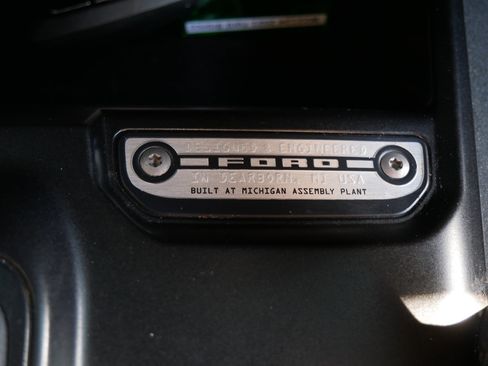 DESIGNED & ENGINEERED
FORD
IN DEARBORN, MI USA
BUILT AT MICHIGAN ASSEMBLY PLANT